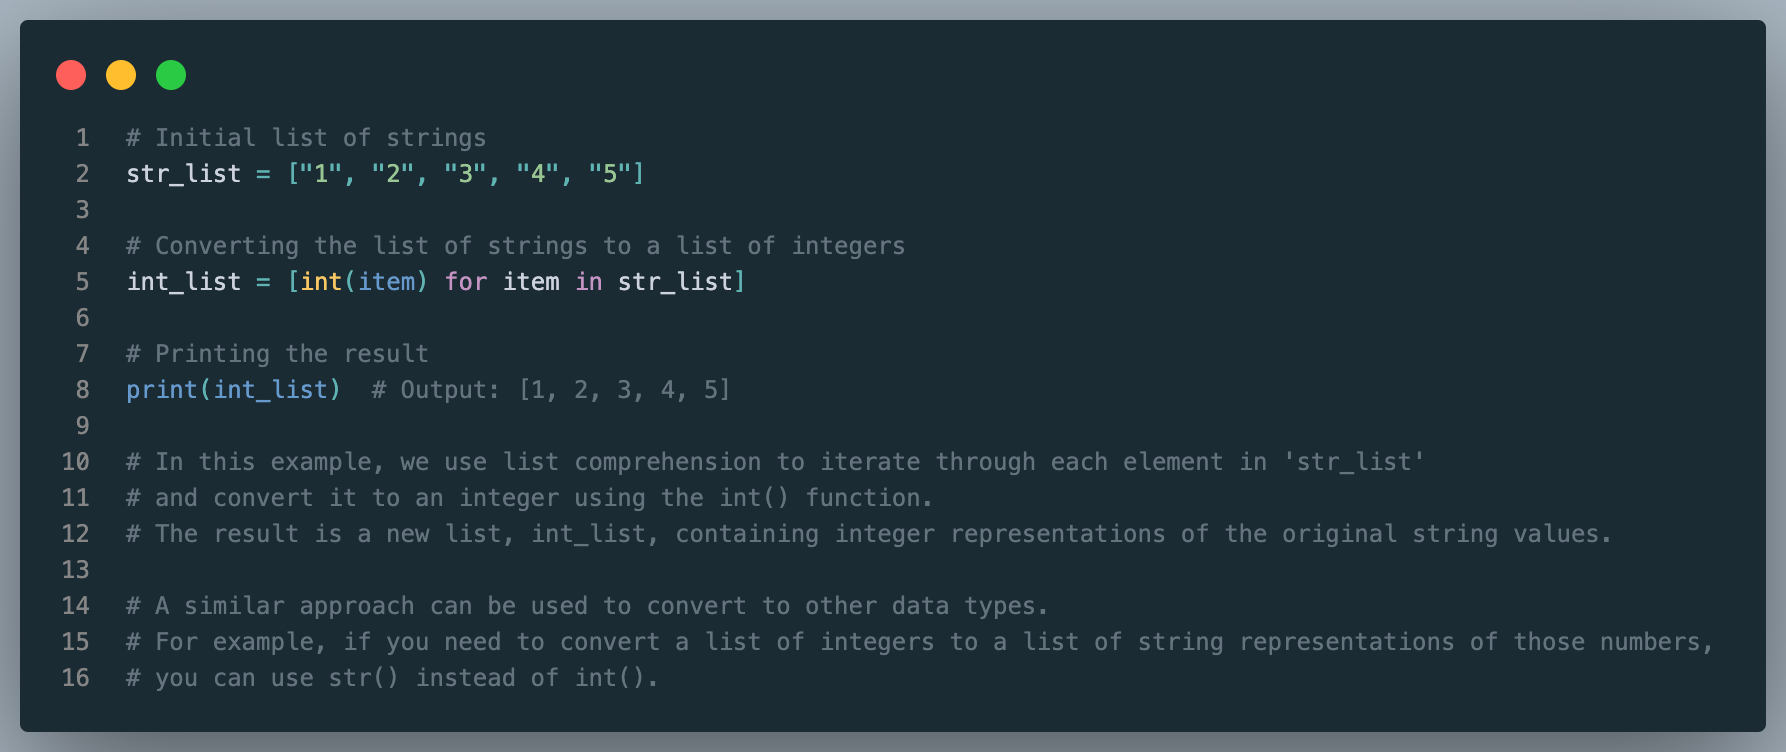 1 # Initial list of strings
2 str_list = ["1", "2", "3", "4", "5"]
3
4 # Converting the list of strings to a list of integers
5 int_list = [int(item) for item in str_list]
6
7 # Printing the result
8 print(int_list)  # Output: [1, 2, 3, 4, 5]
9
10 # In this example, we use list comprehension to iterate through each element in 'str_list'
11 # and convert it to an integer using the int() function.
12 # The result is a new list, int_list, containing integer representations of the original string values.
13
14 # A similar approach can be used to convert to other data types.
15 # For example, if you need to convert a list of integers to a list of string representations of those numbers,
16 # you can use str() instead of int().